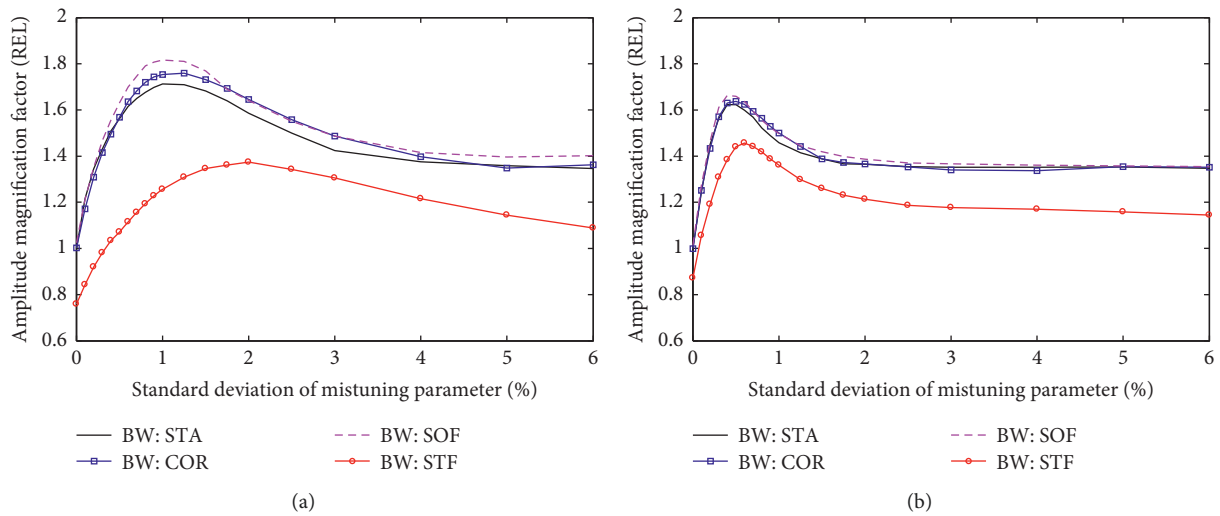 2
1.8
1.6
1.4
1.2
1
0.8
0.6
Amplitude magnification factor (REL)
0 1 2 3 4 5 6
Standard deviation of mistuning parameter (%)
BW: STA
BW: COR
BW: SOF
BW: STF
(a)
2
1.8
1.6
1.4
1.2
1
0.8
0.6
Amplitude magnification factor (REL)
0 1 2 3 4 5 6
Standard deviation of mistuning parameter (%)
BW: STA
BW: COR
BW: SOF
BW: STF
(b)